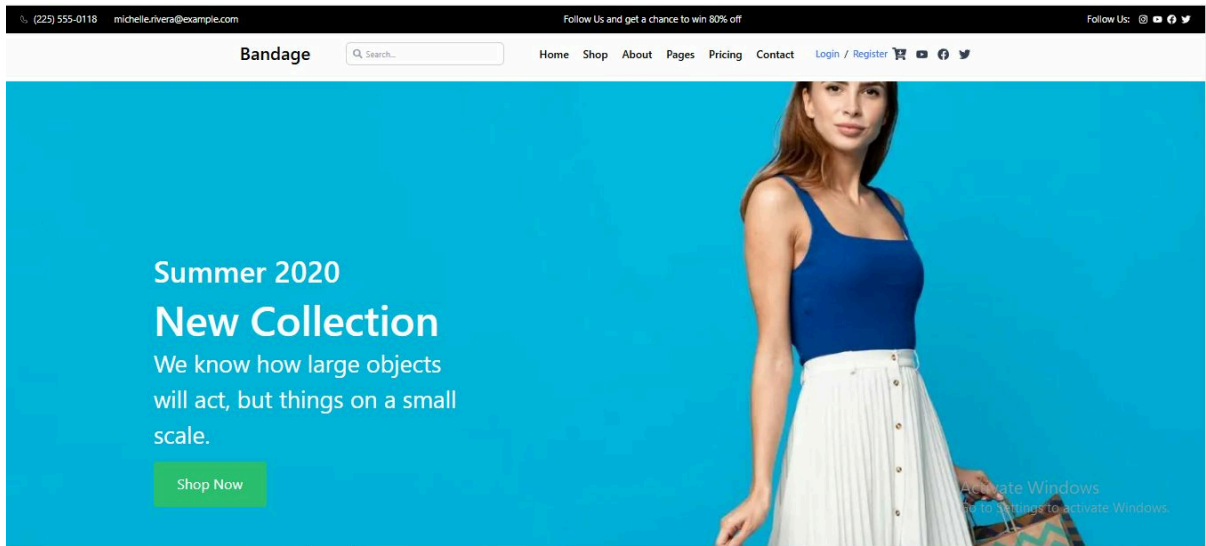 (225) 555-0118 michelle.rivera@example.com Follow Us and get a chance to win 80% off Follow Us:
Bandage Search... Home Shop About Pages Pricing Contact Login / Register
Summer 2020
New Collection
We know how large objects
will act, but things on a small
scale.
Shop Now
Activate Windows
Go to Settings to activate Windows.